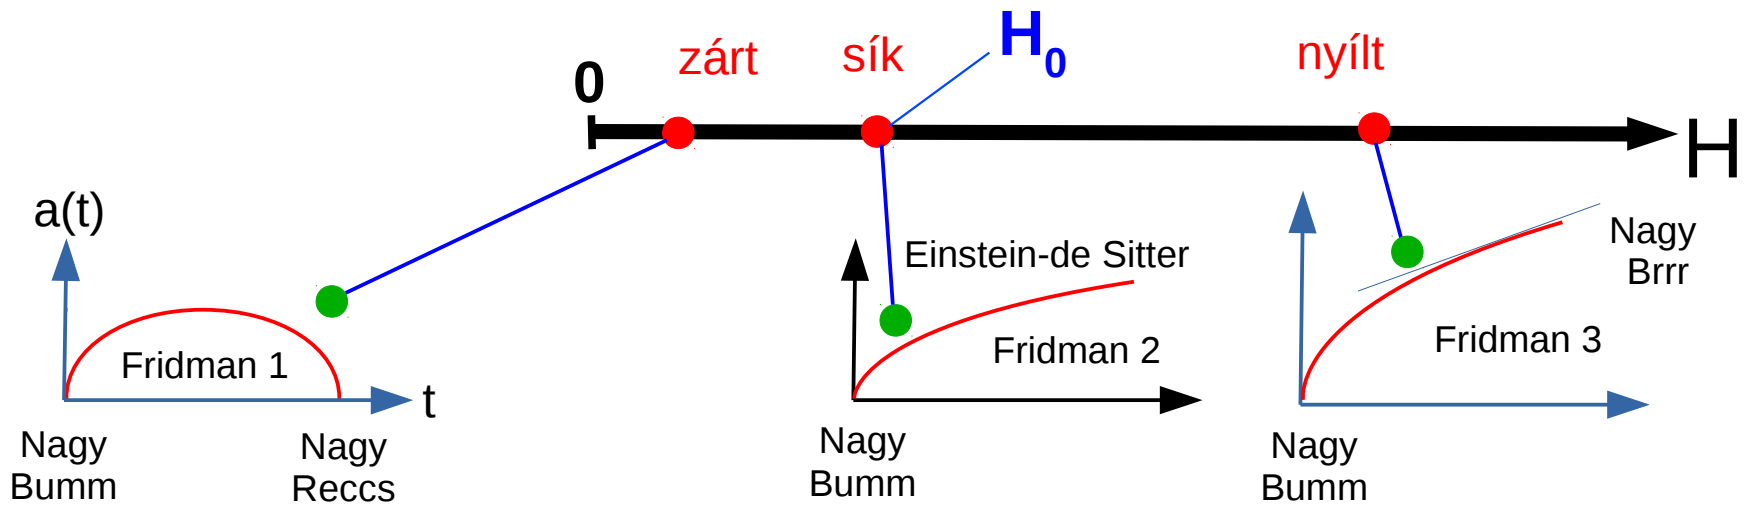 0
zárt
sík
H0
nyílt
H
a(t)
Fridman 1
t
Nagy
Bumm
Nagy
Reccs
Einstein-de Sitter
Fridman 2
Nagy
Bumm
Nagy
Brrr
Fridman 3
Nagy
Bumm